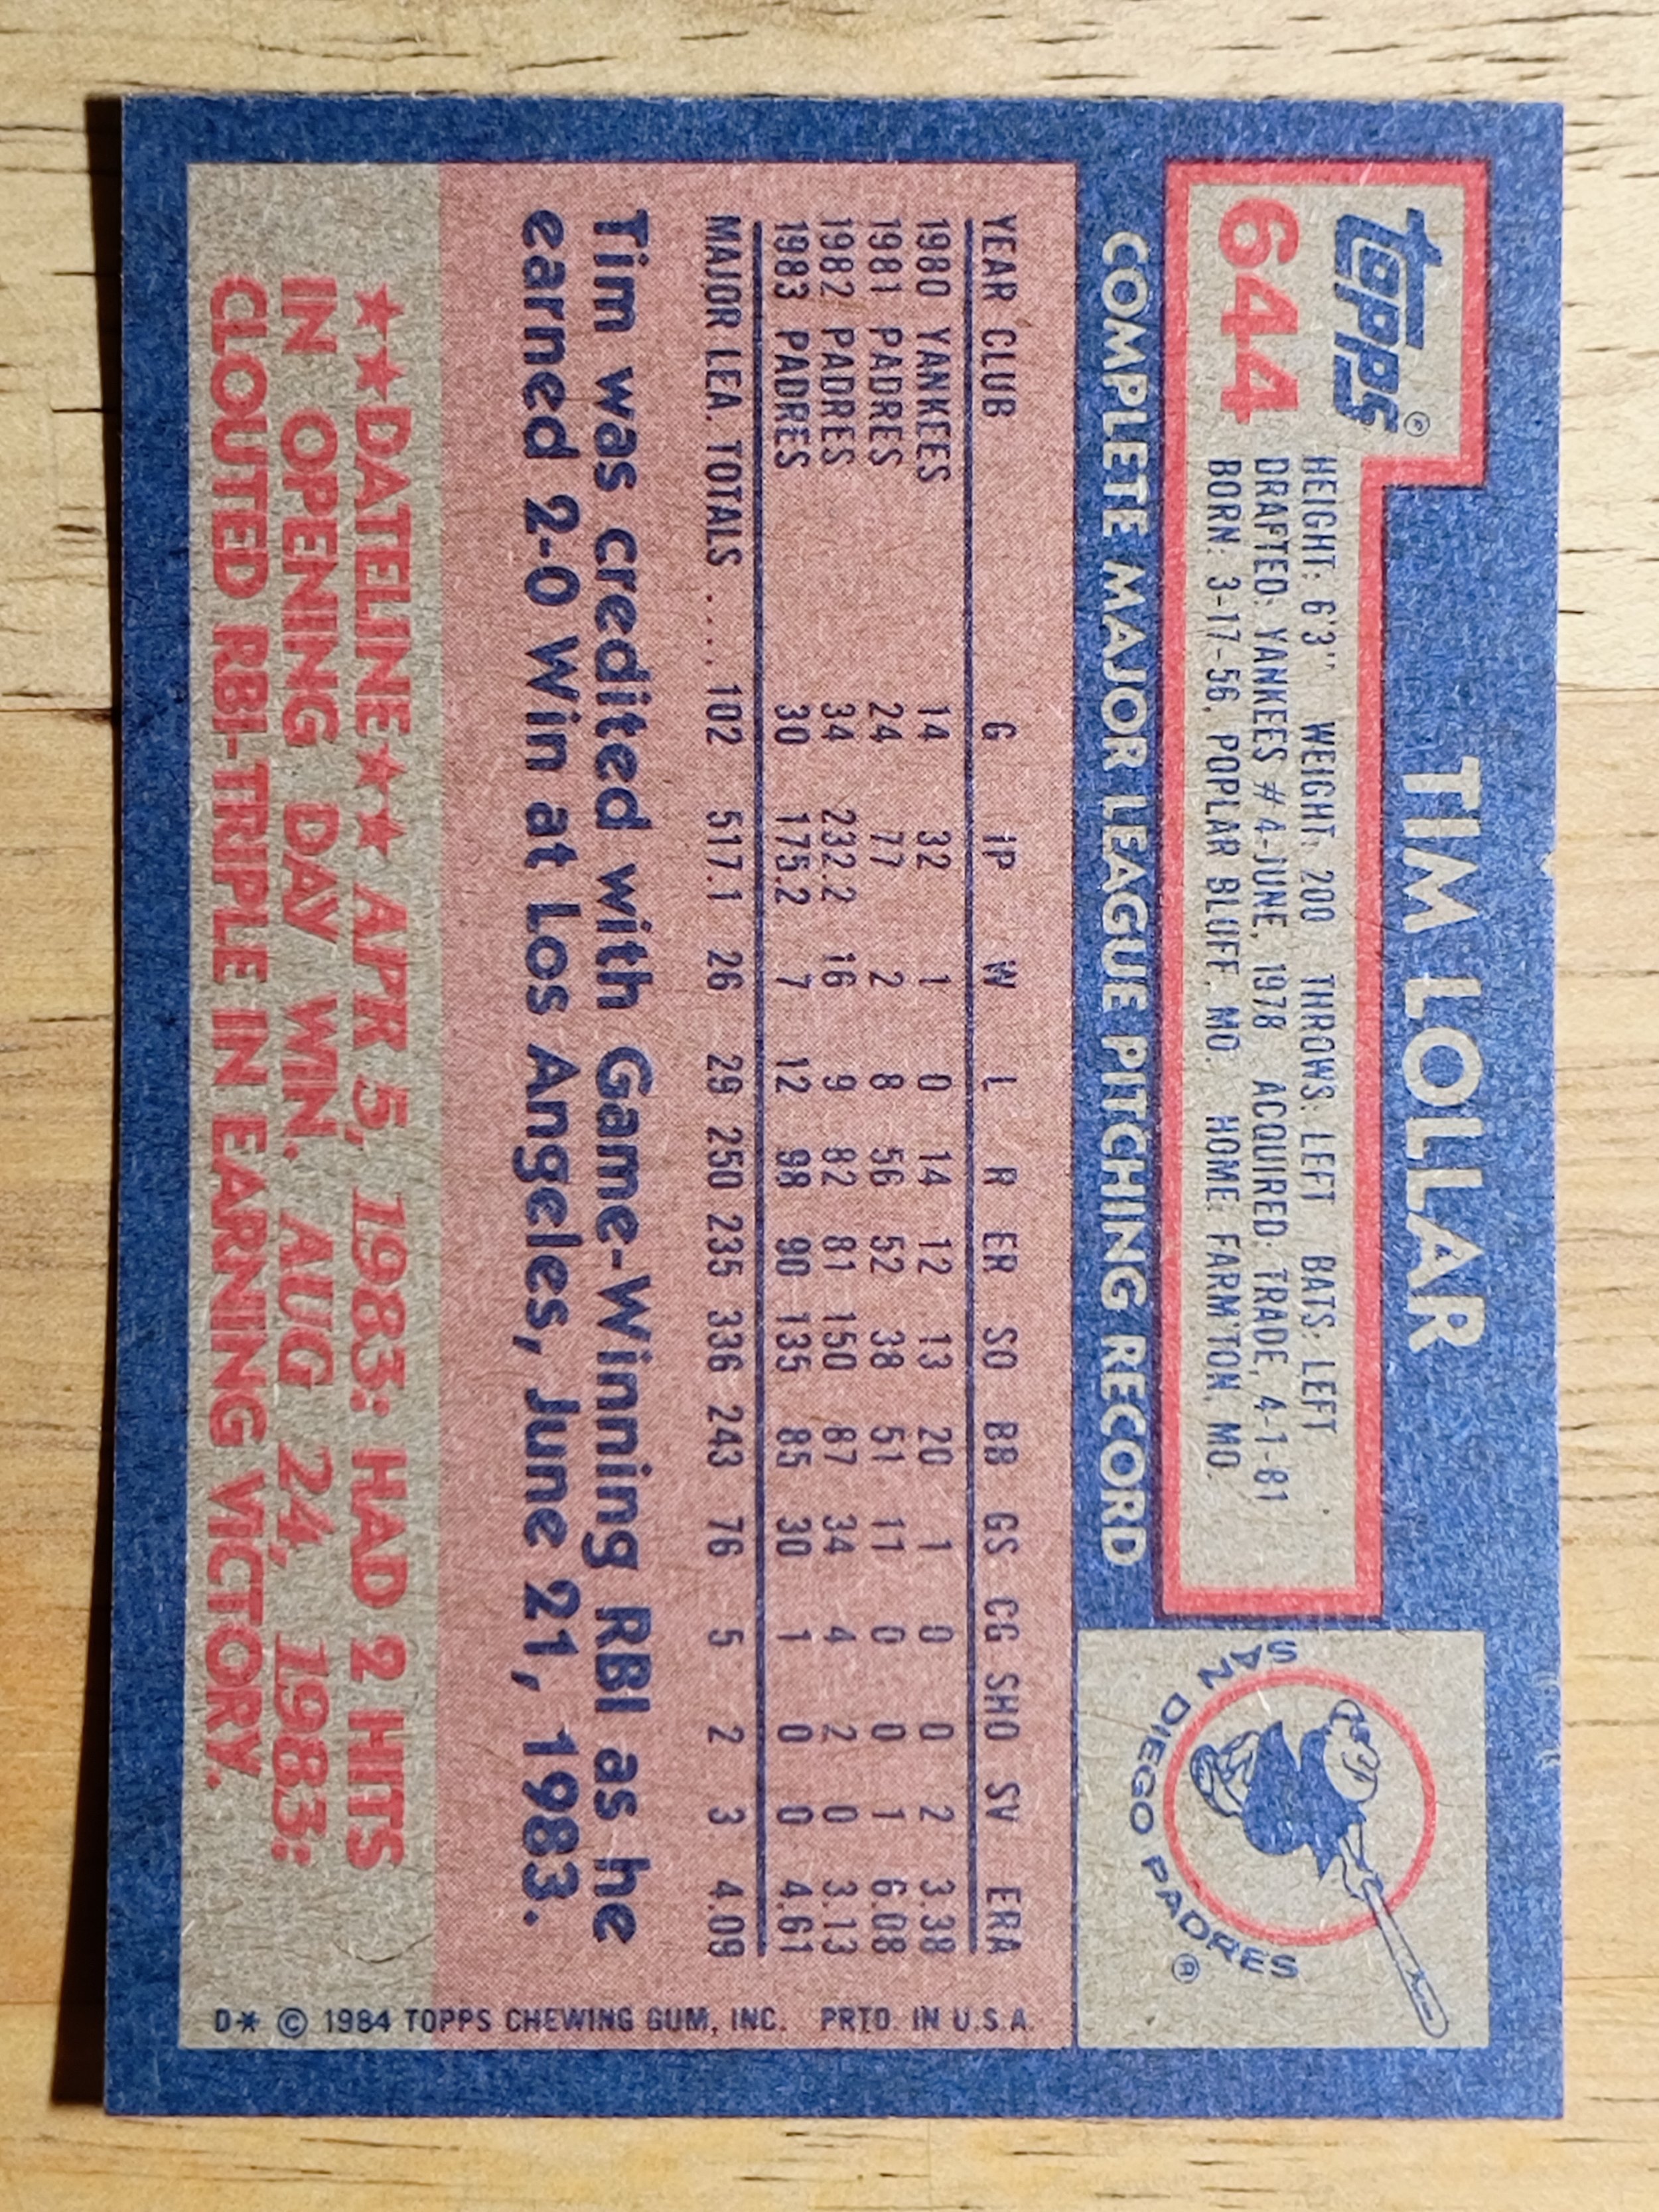 topps©
644
TIM LOLLAR
HEIGHT: 6'3" WEIGHT: 200 THROWS: LEFT BATS: LEFT
DRAFTED: YANKEES #4-JUNE, 1978 ACQUIRED: TRADE, 4-1-81
BORN: 3-17-56, POPLAR BLUFF, MO. HOME: FARM'TON, MO.
SAN DIEGO PADRES ®
COMPLETE MAJOR LEAGUE PITCHING RECORD
YEAR CLUB G IP W L R ER SO BB GS CG SHO SV ERA
1980 YANKEES 14 32 1 0 14 12 13 20 1 0 0 2 3.38
1981 PADRES 24 77 2 8 56 52 38 51 11 0 0 1 6.08
1982 PADRES 34 232.2 16 9 82 81 150 87 34 4 2 0 3.13
1983 PADRES 30 175.2 7 12 98 90 135 85 30 1 0 0 4.61
MAJOR LEA. TOTALS .... 102 517.1 26 29 250 235 336 243 76 5 2 3 4.09
Tim was credited with Game-Winning RBI as he
earned 2-0 Win at Los Angeles, June 21, 1983.
★★DATELINE★★ APR 5, 1983: HAD 2 HITS
IN OPENING DAY WIN. AUG 24, 1983:
CLOUTED RBI-TRIPLE IN EARNING VICTORY.
D* © 1984 TOPPS CHEWING GUM, INC. PRTD. IN U.S.A.